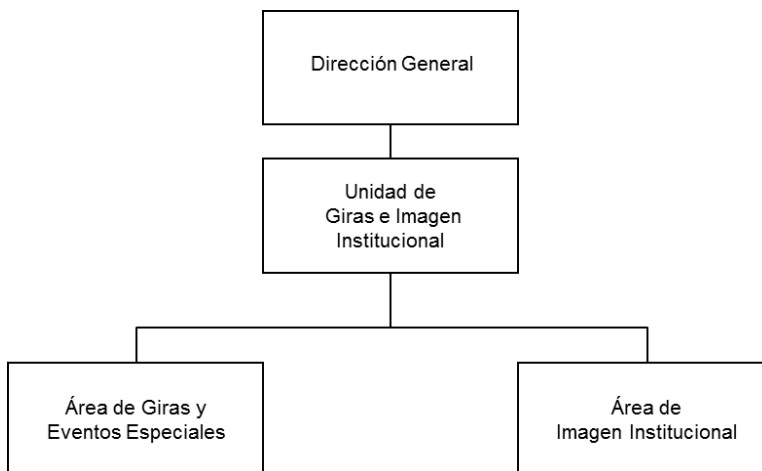 Dirección General
Unidad de
Giras e Imagen
Institucional
Área de Giras y
Eventos Especiales
Área de
Imagen Institucional